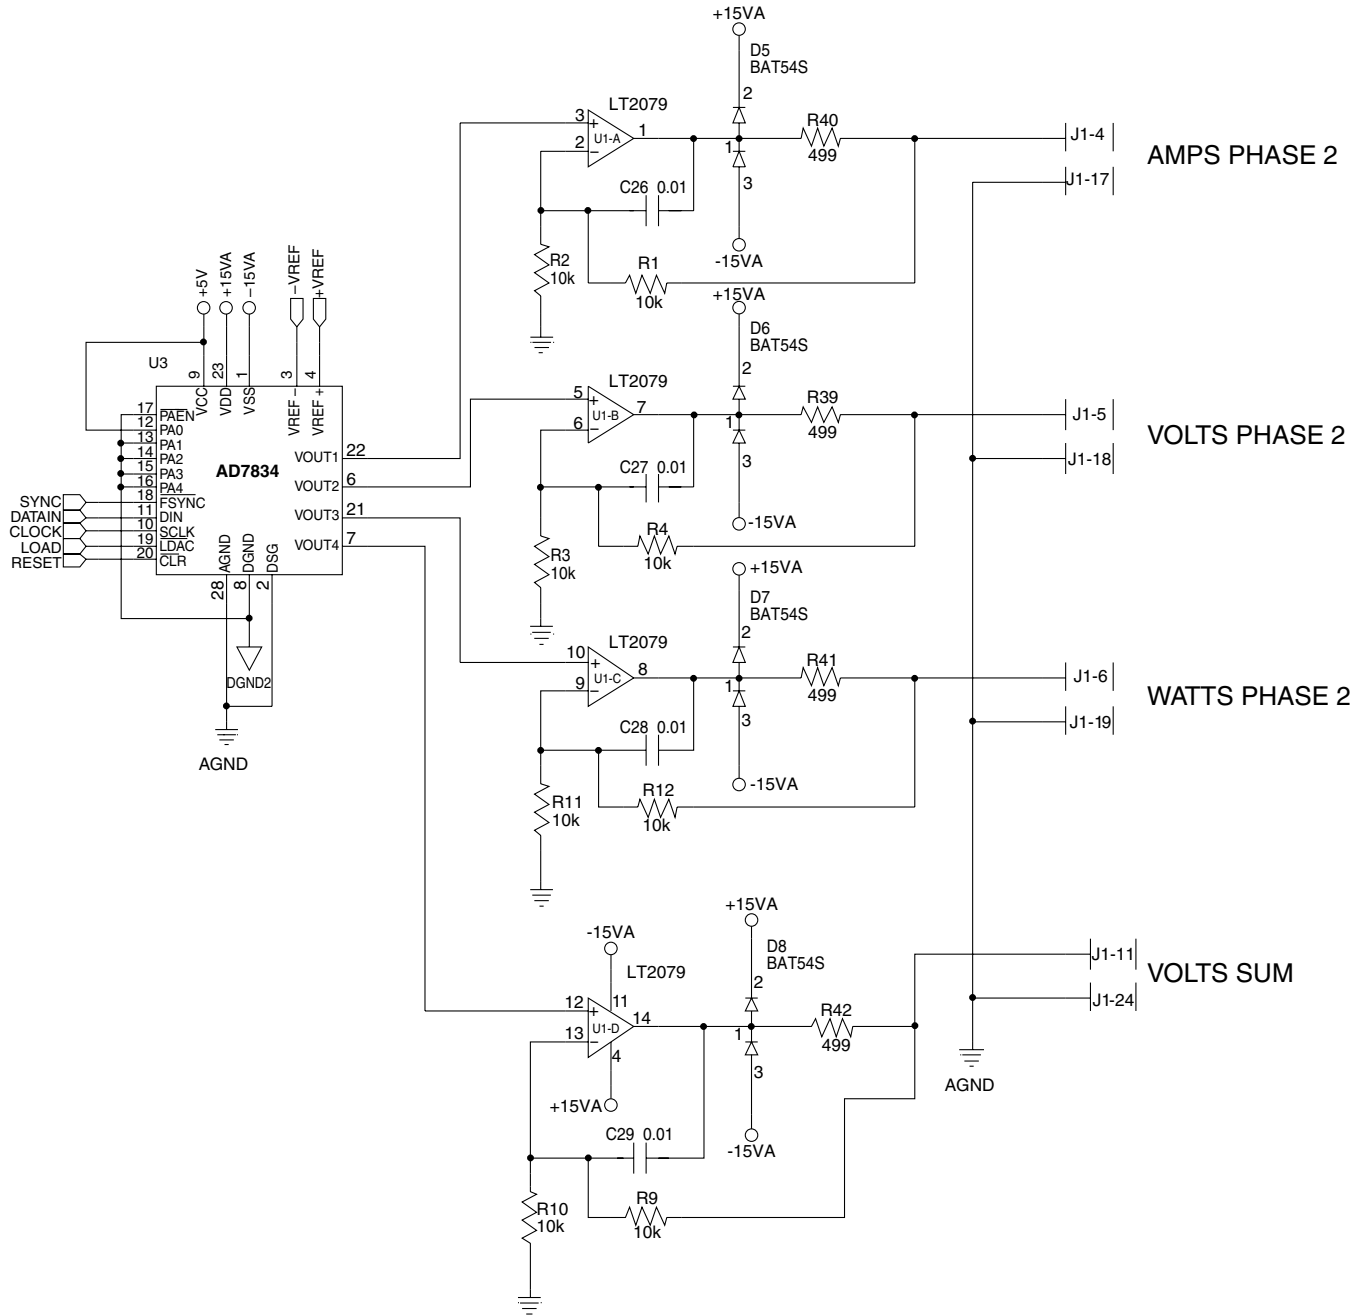 +15VA
D5
BAT54S
2
LT2079
3
+
U1-A
1
2
−
R40
499
1
3
J1-4
AMPS PHASE 2
J1-17
C26 0.01
-15VA
R2
10k
R1
10k
+5V
+15VA
−15VA
−VREF
+VREF
U3
9
23
1
3
4
VCC
VDD
VSS
VREF -
VREF +
17
PAEN
12
PA0
13
PA1
14
PA2
15
PA3
16
PA4
SYNC
18
FSYNC
DATAIN
11
DIN
CLOCK
10
SCLK
LOAD
19
LDAC
RESET
20
CLR
AD7834
VOUT1
22
VOUT2
6
VOUT3
21
VOUT4
7
AGND
DGND
DSG
28
8
2
DGND2
AGND
+15VA
D6
BAT54S
2
LT2079
5
+
U1-B
7
6
−
R39
499
1
3
J1-5
VOLTS PHASE 2
J1-18
C27 0.01
-15VA
R3
10k
R4
10k
+15VA
D7
BAT54S
2
LT2079
10
+
U1-C
8
9
−
R41
499
1
3
J1-6
WATTS PHASE 2
J1-19
C28 0.01
-15VA
R11
10k
R12
10k
+15VA
-15VA
D8
BAT54S
2
LT2079
12
+
11
U1-D
14
13
−
4
R42
499
1
3
J1-11
VOLTS SUM
J1-24
AGND
+15VA
C29 0.01
-15VA
R10
10k
R9
10k